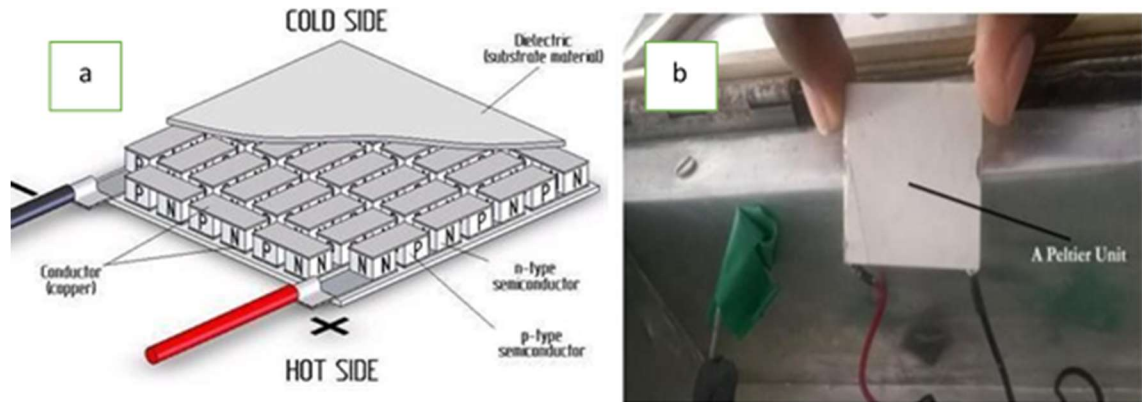 COLD SIDE
a
Dielectric
(substrate material)
P
N
P
N
P
N
N
N
P
N
P
N
P
N
Conductor
(copper)
n-type
semiconductor
p-type
semiconductor
HOT SIDE
b
A Peltier Unit